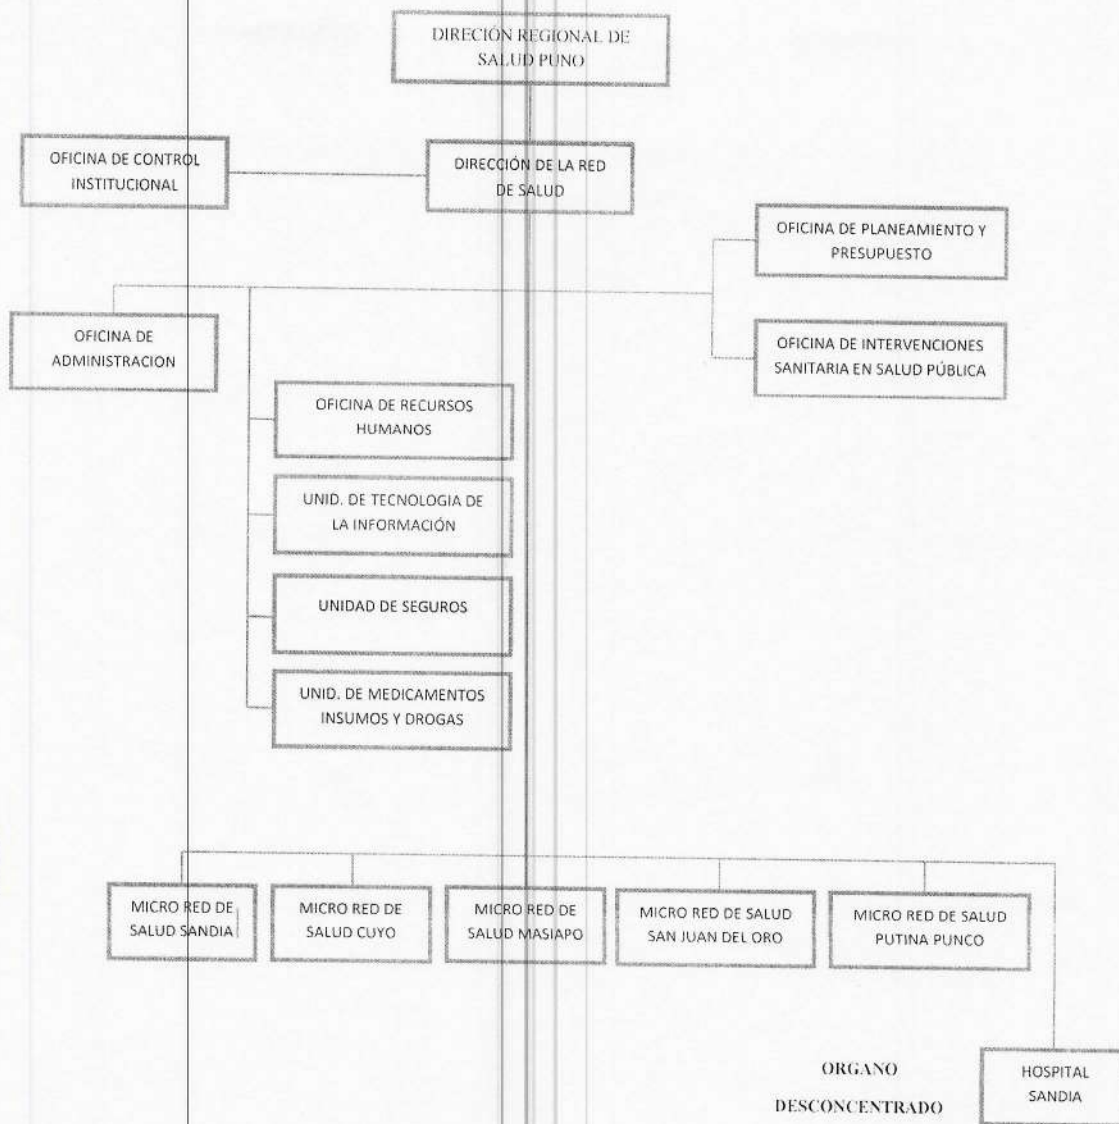 DIRECIÓN REGIONAL DE
SALUD PUNO
OFICINA DE CONTROL
INSTITUCIONAL
DIRECCIÓN DE LA RED
DE SALUD
OFICINA DE PLANEAMIENTO Y
PRESUPUESTO
OFICINA DE
ADMINISTRACION
OFICINA DE INTERVENCIONES
SANITARIA EN SALUD PÚBLICA
OFICINA DE RECURSOS
HUMANOS
UNID. DE TECNOLOGIA DE
LA INFORMACIÓN
UNIDAD DE SEGUROS
UNID. DE MEDICAMENTOS
INSUMOS Y DROGAS
MICRO RED DE
SALUD SANDIA
MICRO RED DE
SALUD CUYO
MICRO RED DE
SALUD MASIAPO
MICRO RED DE SALUD
SAN JUAN DEL ORO
MICRO RED DE SALUD
PUTINA PUNCO
ORGANO
DESCONCENTRADO
HOSPITAL
SANDIA